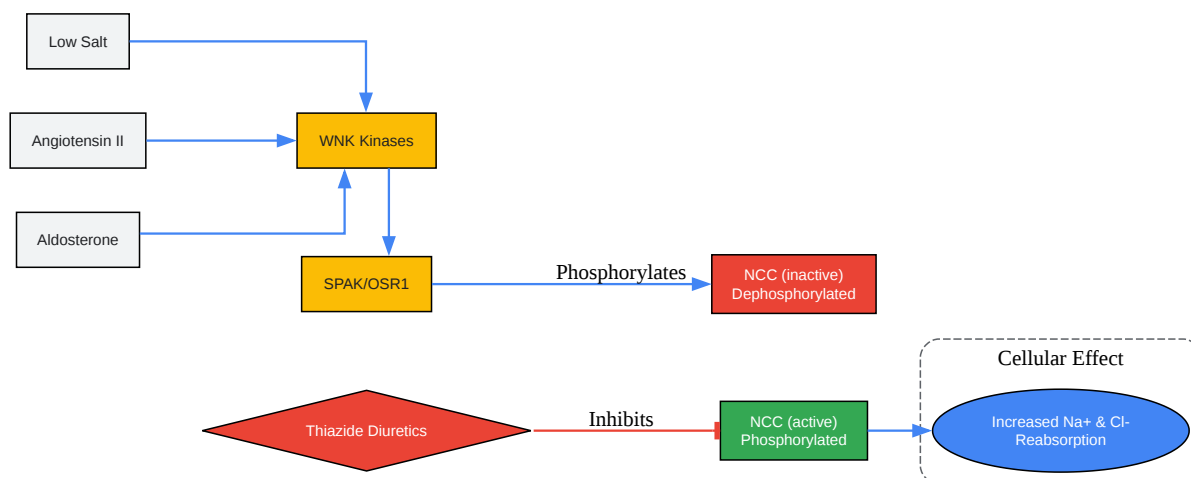 Low Salt
Angiotensin II
WNK Kinases
Aldosterone
SPAK/OSR1
Phosphorylates
NCC (inactive)
Dephosphorylated
Cellular Effect
Thiazide Diuretics
Inhibits
NCC (active)
Phosphorylated
Increased Na+ & Cl-
Reabsorption